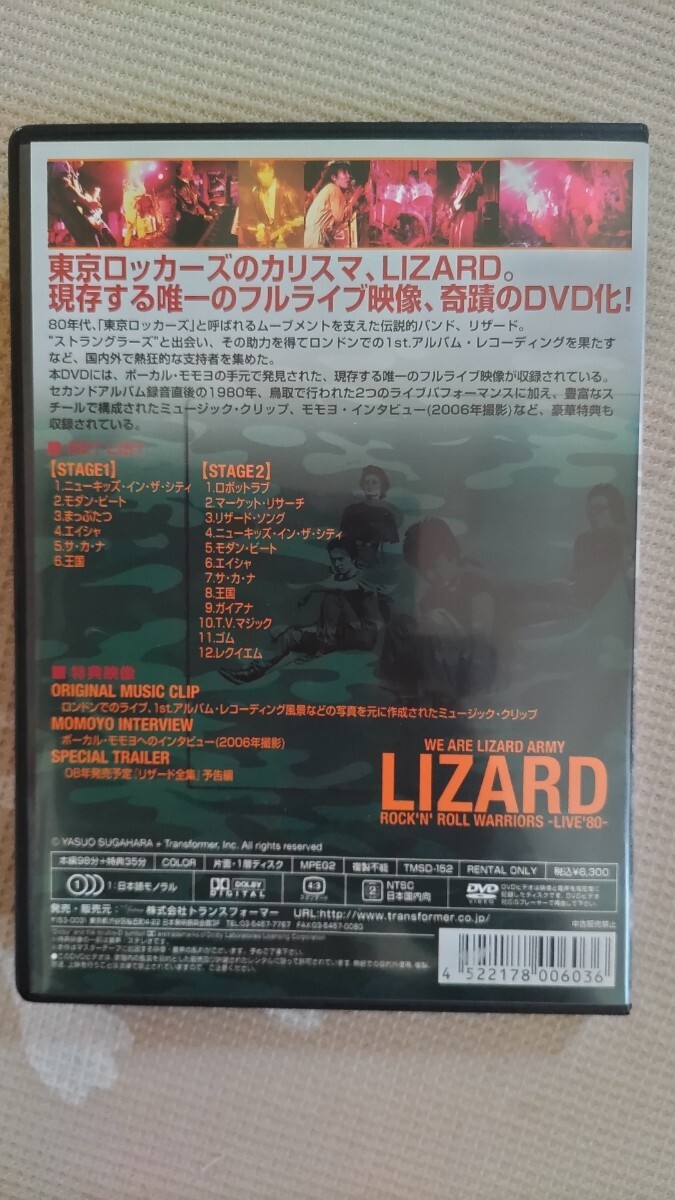 東京ロッカーズのカリスマ、LIZARD。
現存する唯一のフルライブ映像、奇蹟のDVD化!
80年代、「東京ロッカーズ」と呼ばれるムーブメントを支えた伝説的バンド、リザード。
"ストラングラーズ"と出会い、その助力を得てロンドンでの1st.アルバム・レコーディングを果たす
など、国内外で熱狂的な支持者を集めた。
本DVDには、ボーカル・モモヨの手元で発見された、現存する唯一のフルライブ映像が収録されている。
セカンドアルバム録音直後の1980年、鳥取で行われた2つのライブパフォーマンスに加え、豊富なス
チールで構成されたミュージック・クリップ、モモヨ・インタビュー(2006年撮影)など、豪華特典も
収録されている。
【STAGE1】
1.ニューキッズ・イン・ザ・シティ
2.モダン・ビート
3.まっぷたつ
4.エイシャ
5.サ・カ・ナ
6.王国
【STAGE2】
1.ロボットラブ
2.マーケット・リサーチ
3.リザード・ソング
4.ニューキッズ・イン・ザ・シティ
5.モダン・ビート
6.エイシャ
7.サ・カ・ナ
8.王国
9.ガイアナ
10.T.V.マジック
11.ゴム
12.レクイエム
■ 特典映像
ORIGINAL MUSIC CLIP
ロンドンでのライブ、1st.アルバム・レコーディング風景などの写真を元に作成されたミュージック・クリップ
MOMOYO INTERVIEW
ボーカル・モモヨへのインタビュー(2006年撮影)
SPECIAL TRAILER
08年発売予定『リザード全集』予告編
WE ARE LIZARD ARMY
LIZARD
ROCK'N' ROLL WARRIORS -LIVE'80-
© YASUO SUGAHARA + Transformer, Inc. All rights reserved
本編98分+特典35分 COLOR 片面・1層ディスク MPEG2 複製不能 TMSD-152 RENTAL ONLY 税込¥6,300
1:日本語モノラル
DOLBY DIGITAL
4:3 スタンダード
2 NTSC 日本国内向
DVD VIDEO
発売・販売元: 株式会社トランスフォーマー URL:http://www.transformer.co.jp/
中古販売禁止
4 522178 006036